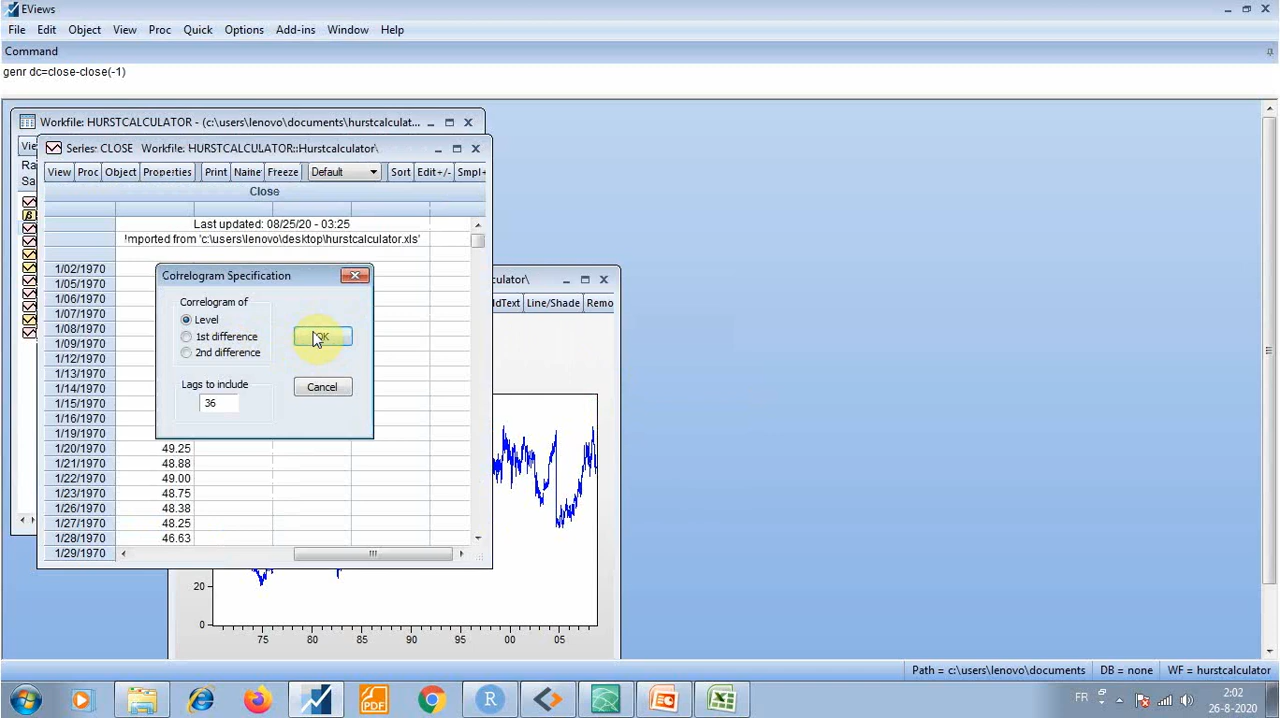 EViews
File Edit Object View Proc Quick Options Add-ins Window Help
Command
genr dc=close-close(-1)
Workfile: HURSTCALCULATOR - (c:\users\lenovo\documents\hurstcalculat...
Series: CLOSE Workfile: HURSTCALCULATOR::Hurstcalculator\
View Proc Object Properties Print Name Freeze Default Sort Edit+/- Smpl+
Close
Last updated: 08/25/20 - 03:25
Imported from 'c:\users\lenovo\desktop\hurstcalculator.xls'
1/02/1970
1/05/1970
1/06/1970
1/07/1970
1/08/1970
1/09/1970
1/12/1970
1/13/1970
1/14/1970
1/15/1970
1/16/1970
1/19/1970
1/20/1970 49.25
1/21/1970 48.88
1/22/1970 49.00
1/23/1970 48.75
1/26/1970 48.38
1/27/1970 48.25
1/28/1970 46.63
1/29/1970
Correlogram Specification
Correlogram of
Level
1st difference
2nd difference
OK
Cancel
Lags to include
36
Line/Shade
20
0
75 80 85 90 95 00 05
Path = c:\users\lenovo\documents DB = none WF = hurstcalculator
PDF
R
FR
2:02
26-8-2020